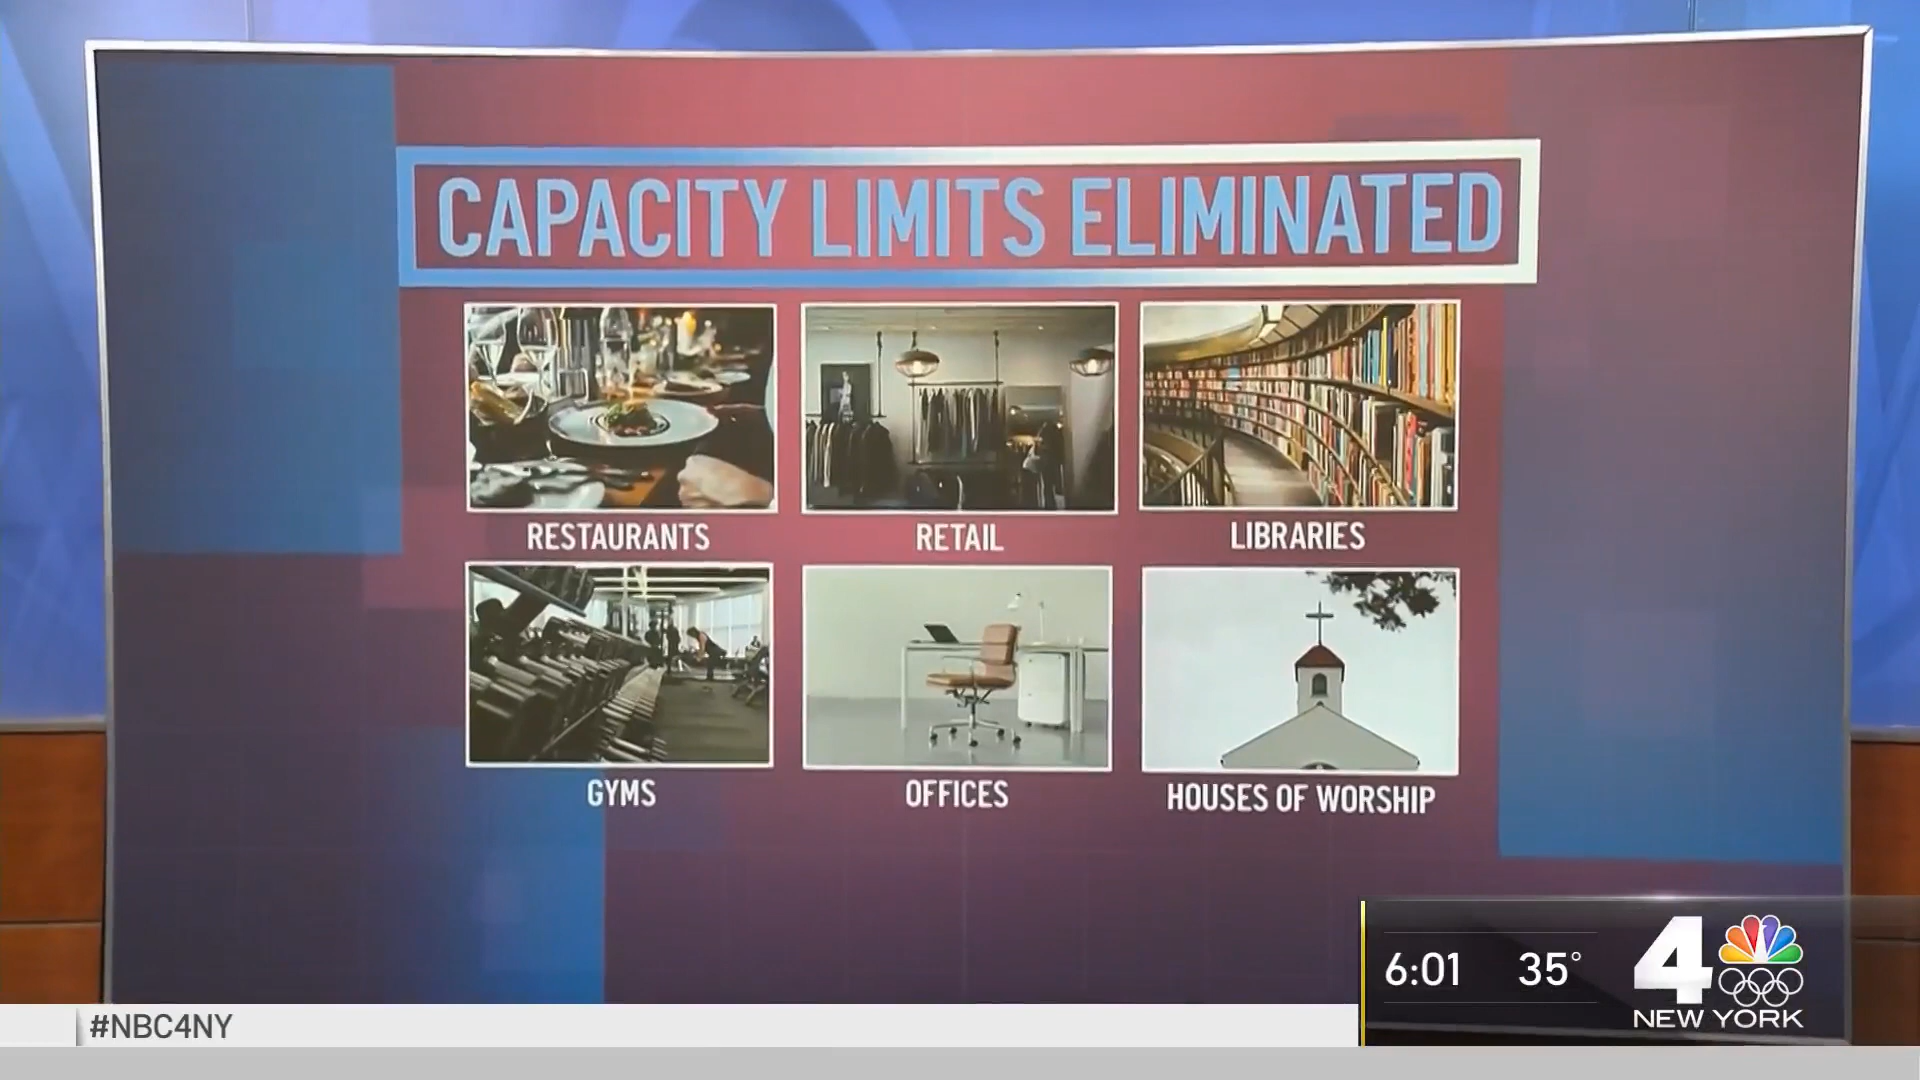 CAPACITY LIMITS ELIMINATED
RESTAURANTS
RETAIL
LIBRARIES
GYMS
OFFICES
HOUSES OF WORSHIP
6:01 35° 4
NEW YORK
#NBC4NY